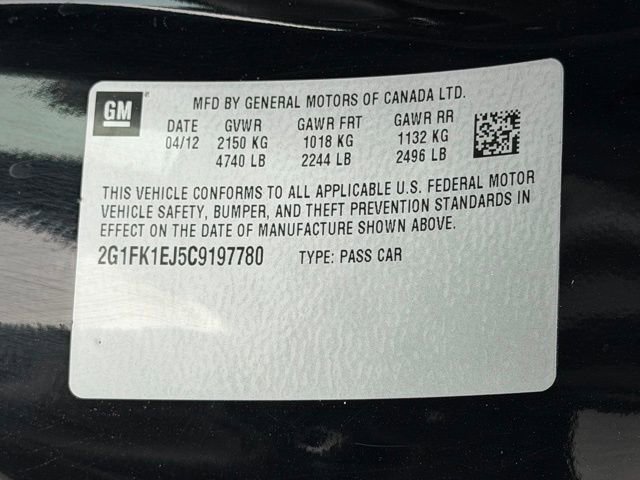 GM
MFD BY GENERAL MOTORS OF CANADA LTD.
DATE GVWR GAWR FRT GAWR RR
04/12 2150 KG 1018 KG 1132 KG
4740 LB 2244 LB 2496 LB
THIS VEHICLE CONFORMS TO ALL APPLICABLE U.S. FEDERAL MOTOR
VEHICLE SAFETY, BUMPER, AND THEFT PREVENTION STANDARDS IN
EFFECT ON THE DATE OF MANUFACTURE SHOWN ABOVE.
2G1FK1EJ5C9197780 TYPE: PASS CAR